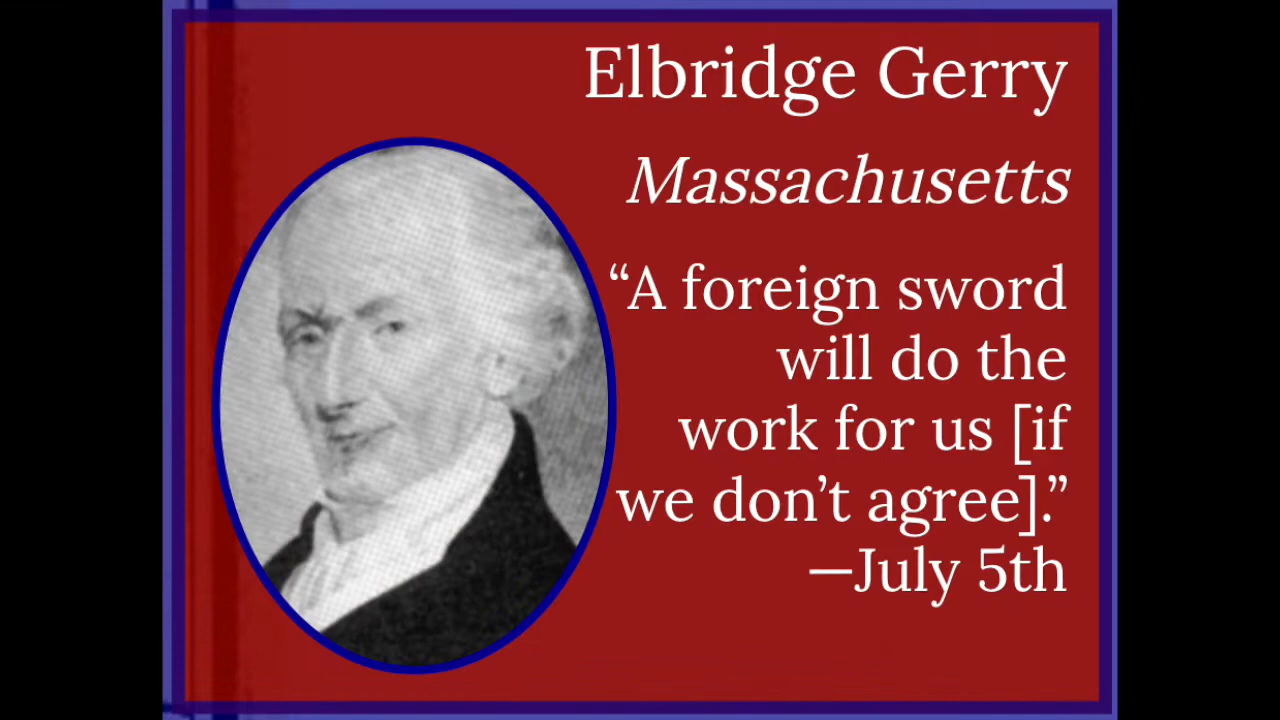 Elbridge Gerry
Massachusetts
“A foreign sword
will do the
work for us [if
we don’t agree].”
—July 5th